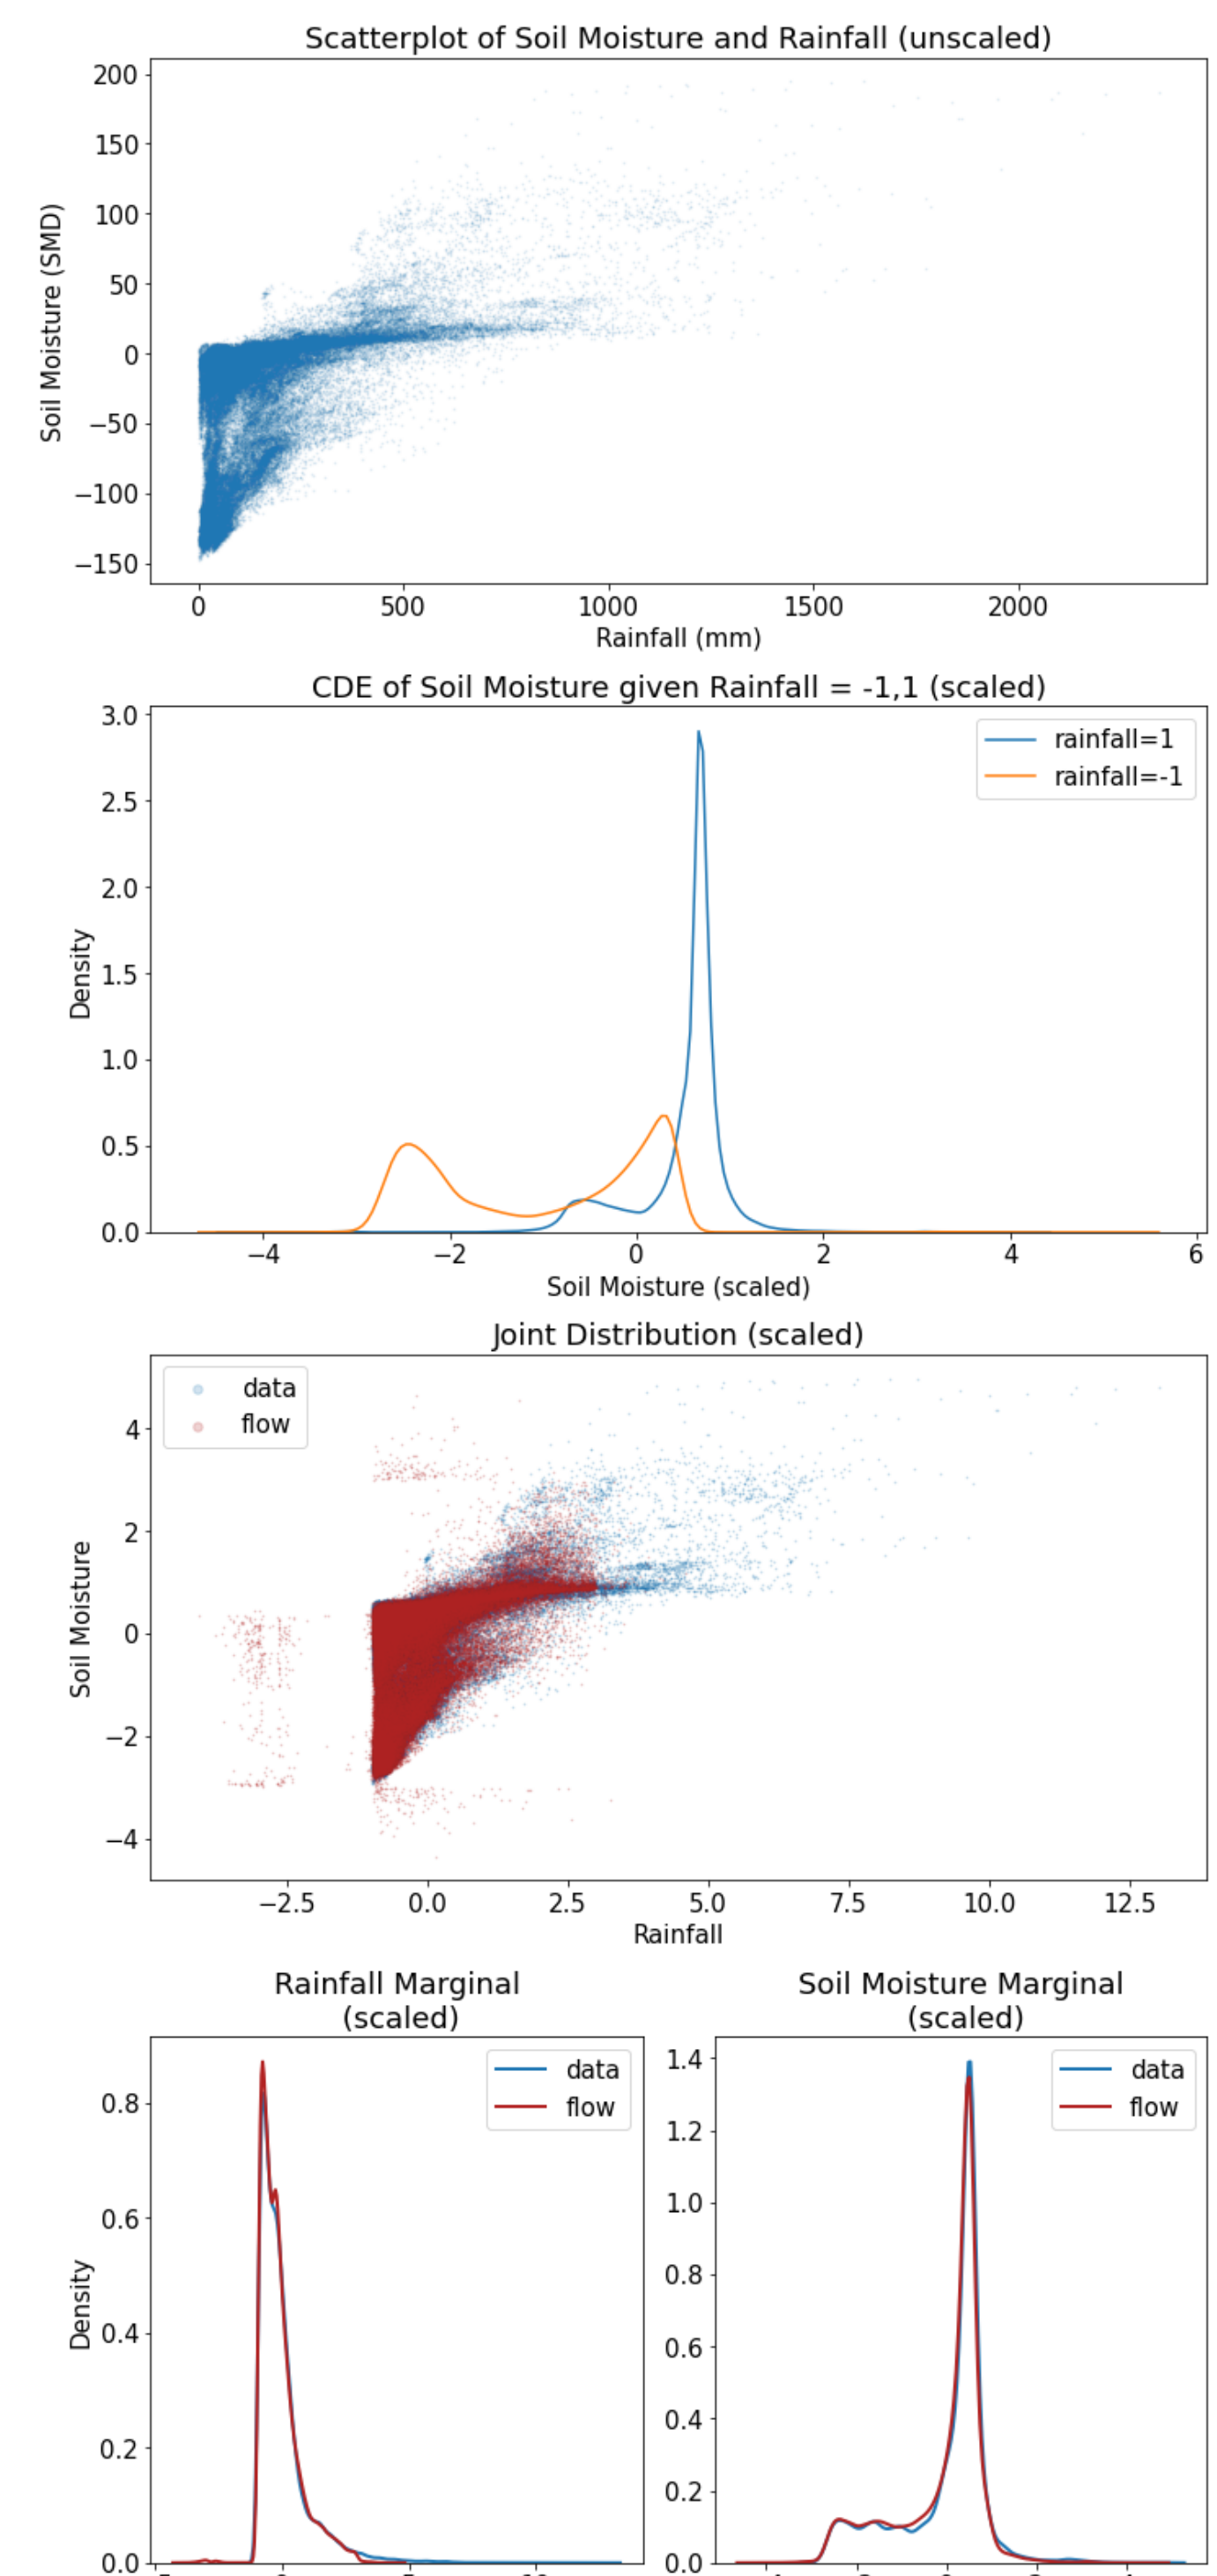 Scatterplot of Soil Moisture and Rainfall (unscaled)
200
150
100
50
0
−50
−100
−150
Soil Moisture (SMD)
0 500 1000 1500 2000
Rainfall (mm)
CDE of Soil Moisture given Rainfall = -1,1 (scaled)
3.0
2.5
2.0
1.5
1.0
0.5
0.0
Density
rainfall=1
rainfall=-1
−4 −2 0 2 4 6
Soil Moisture (scaled)
Joint Distribution (scaled)
data
flow
4
2
0
−2
−4
Soil Moisture
−2.5 0.0 2.5 5.0 7.5 10.0 12.5
Rainfall
Rainfall Marginal
(scaled)
0.8
0.6
0.4
0.2
0.0
Density
data
flow
Soil Moisture Marginal
(scaled)
1.4
1.2
1.0
0.8
0.6
0.4
0.2
0.0
data
flow